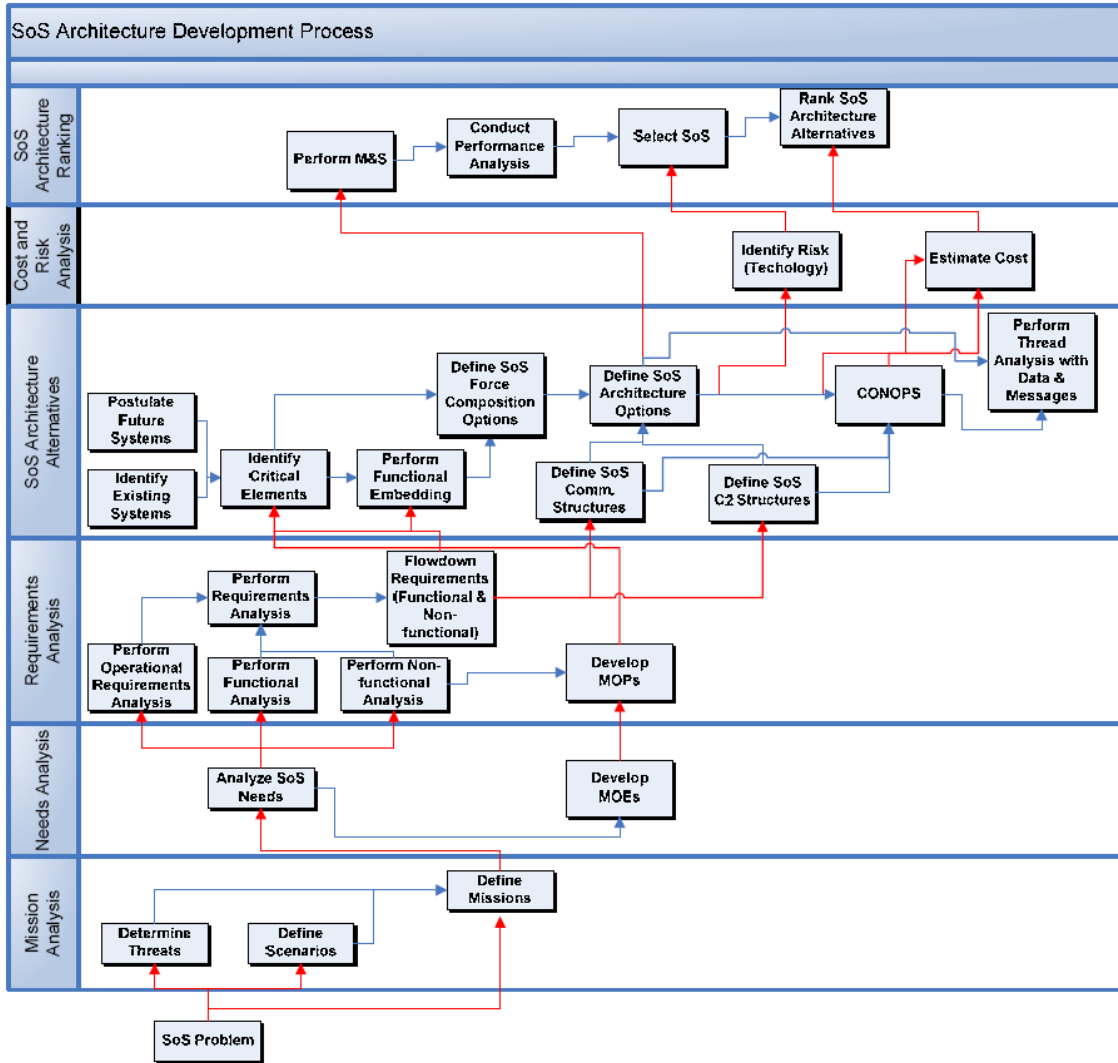 SoS Architecture Development Process
SoS
Architecture
Ranking
Perform M&S
Conduct
Performance
Analysis
Select SoS
Rank SoS
Architecture
Alternatives
Cost and
Risk
Analysis
Identify Risk
(Techology)
Estimate Cost
SoS Architecture
Alternatives
Postulate
Future
Systems
Identify
Existing
Systems
Identify
Critical
Elements
Perform
Functional
Embedding
Define SoS
Force
Composition
Options
Define SoS
Architecture
Options
Define SoS
Comm.
Structures
Define SoS
C2 Structures
CONOPS
Perform
Thread
Analysis with
Data &
Messages
Requirements
Analysis
Perform
Operational
Requirements
Analysis
Perform
Requirements
Analysis
Perform
Functional
Analysis
Perform Non-
functional
Analysis
Flowdown
Requirements
(Functional &
Non-
functional)
Develop
MOPs
Needs Analysis
Analyze SoS
Needs
Develop
MOEs
Mission
Analysis
Determine
Threats
Define
Scenarios
Define
Missions
SoS Problem